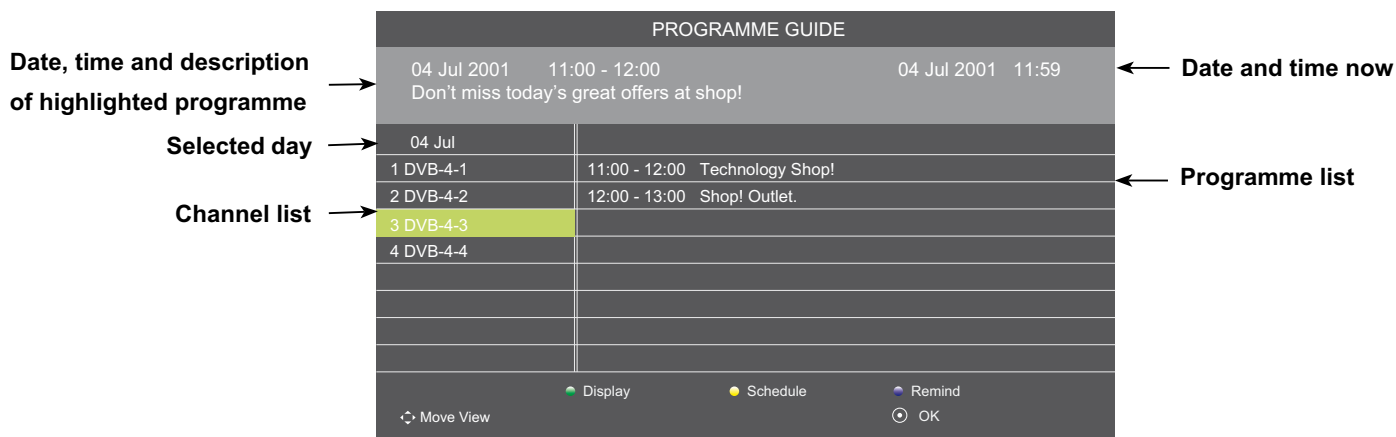 PROGRAMME GUIDE
Date, time and description
of highlighted programme
04 Jul 2001 11:00 - 12:00 04 Jul 2001 11:59
Don't miss today's great offers at shop!
Date and time now
Selected day
04 Jul
1 DVB-4-1 11:00 - 12:00 Technology Shop!
Programme list
2 DVB-4-2 12:00 - 13:00 Shop! Outlet.
Channel list
3 DVB-4-3
4 DVB-4-4
Display Schedule Remind
Move View OK